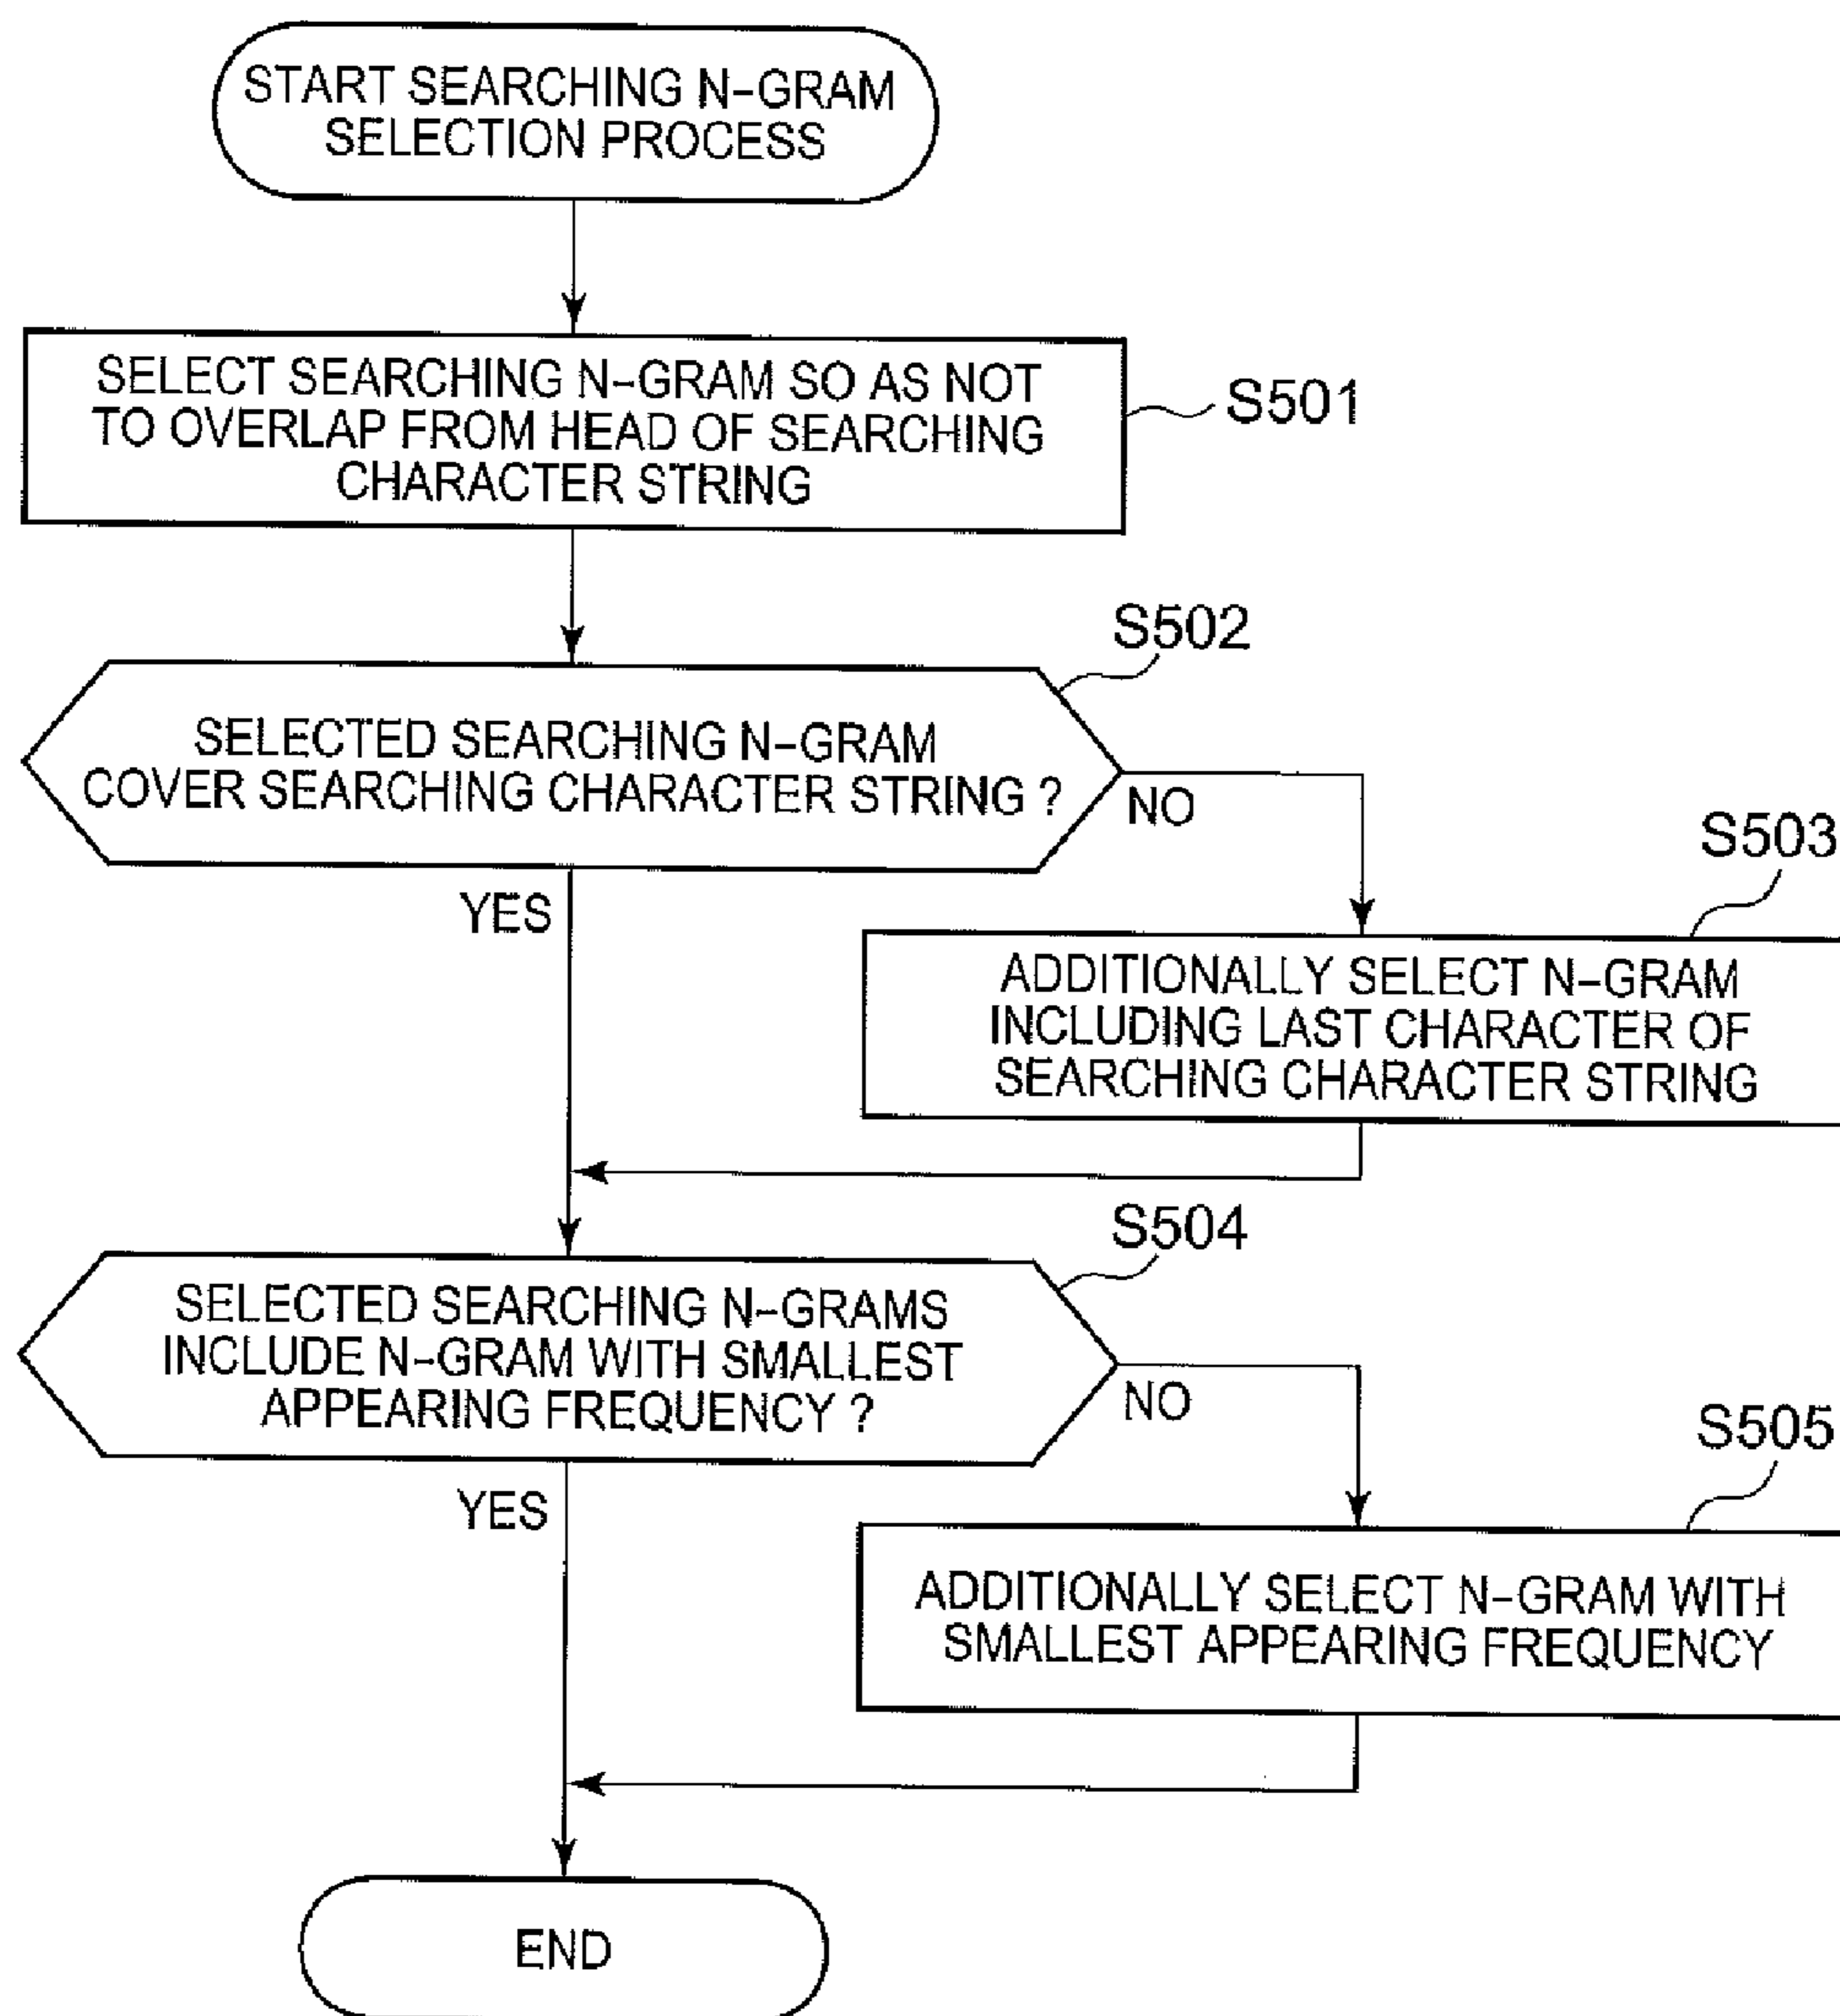 START SEARCHING N-GRAM
SELECTION PROCESS
SELECT SEARCHING N-GRAM SO AS NOT
TO OVERLAP FROM HEAD OF SEARCHING
CHARACTER STRING
S501
S502
SELECTED SEARCHING N-GRAM
COVER SEARCHING CHARACTER STRING ?
NO
YES
S503
ADDITIONALLY SELECT N-GRAM
INCLUDING LAST CHARACTER OF
SEARCHING CHARACTER STRING
S504
SELECTED SEARCHING N-GRAMS
INCLUDE N-GRAM WITH SMALLEST
APPEARING FREQUENCY ?
NO
YES
S505
ADDITIONALLY SELECT N-GRAM WITH
SMALLEST APPEARING FREQUENCY
END